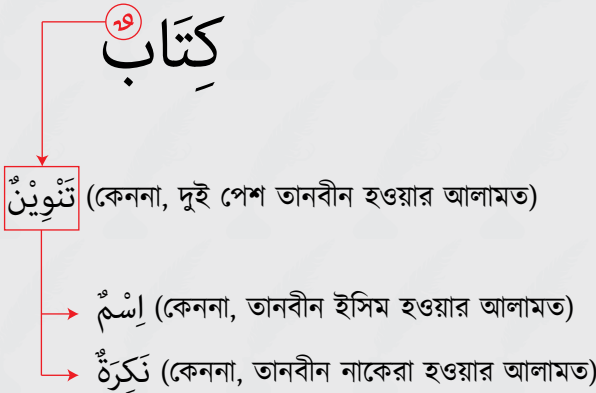 كِتَابٌ
تَنْوِيْنٌ (কেননা, দুই পেশ তানবীন হওয়ার আলামত)
اِسْمٌ (কেননা, তানবীন ইসিম হওয়ার আলামত)
نَكِرَةٌ (কেননা, তানবীন নাকেরা হওয়ার আলামত)